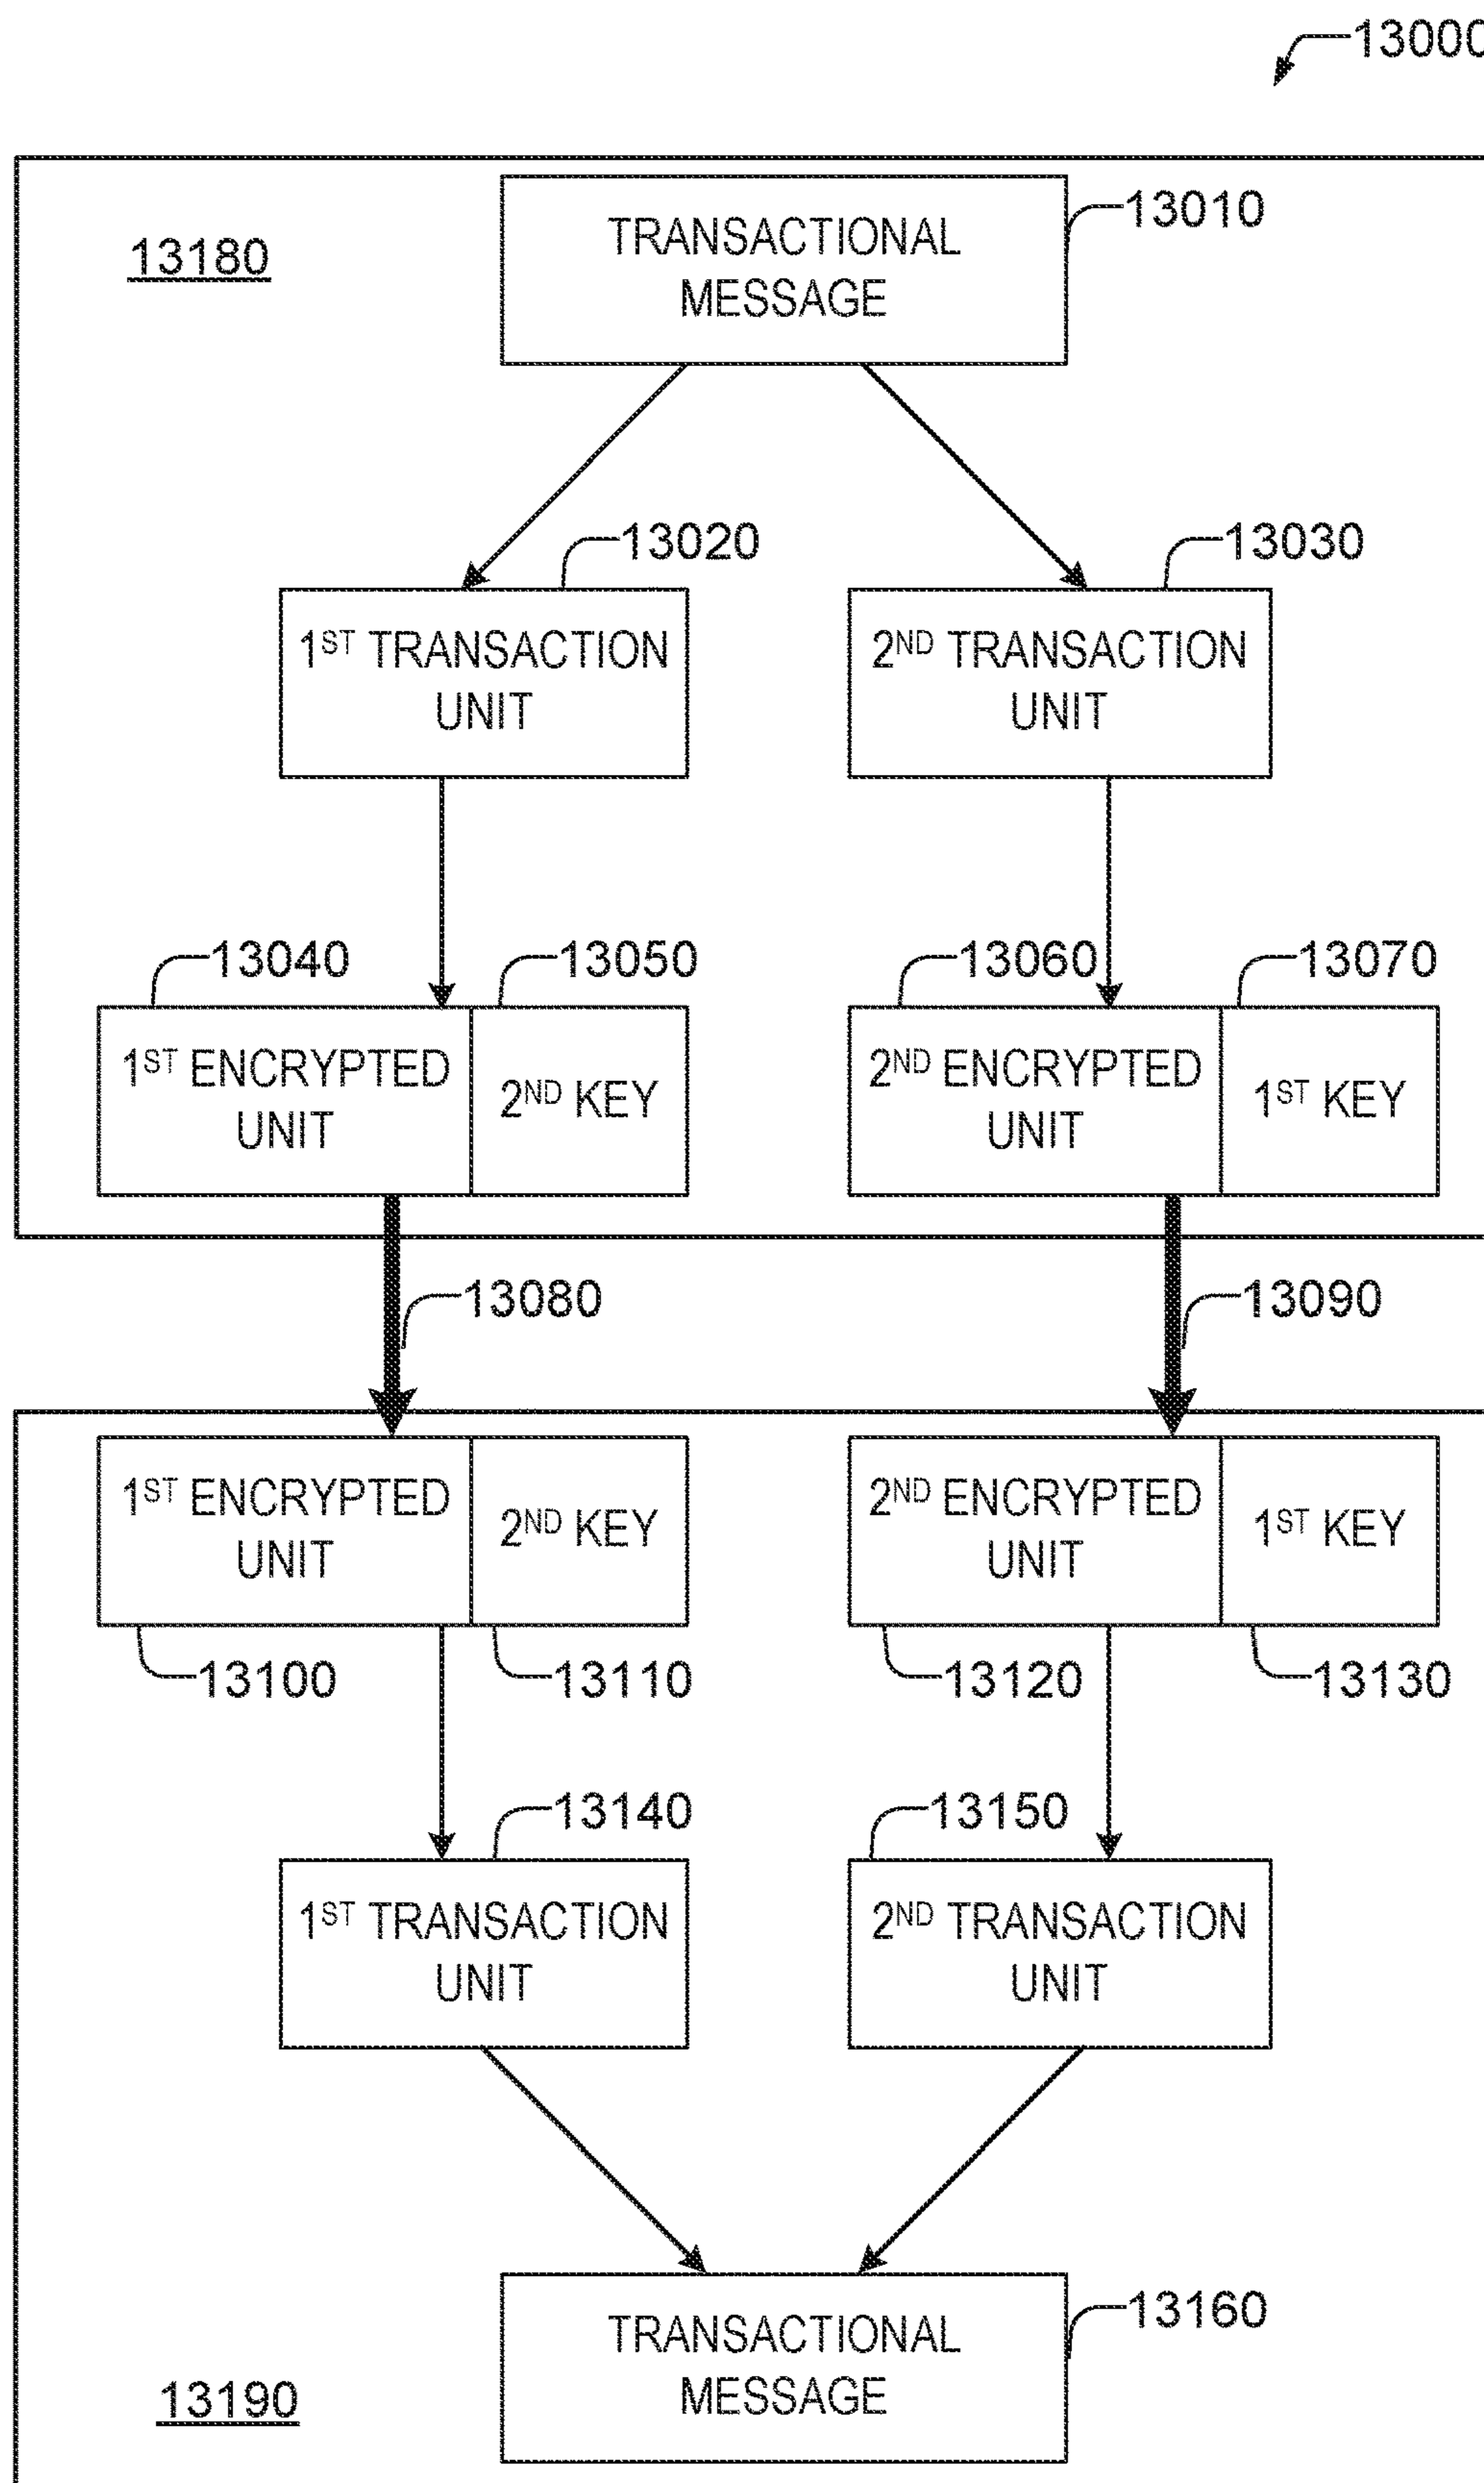 13000
TRANSACTIONAL
MESSAGE
13010
13180
13020
13030
1ST TRANSACTION
UNIT
2ND TRANSACTION
UNIT
13040
13050
13060
13070
1ST ENCRYPTED
UNIT
2ND KEY
2ND ENCRYPTED
UNIT
1ST KEY
13080
13090
1ST ENCRYPTED
UNIT
2ND KEY
2ND ENCRYPTED
UNIT
1ST KEY
13100
13110
13120
13130
13140
13150
1ST TRANSACTION
UNIT
2ND TRANSACTION
UNIT
TRANSACTIONAL
MESSAGE
13160
13190